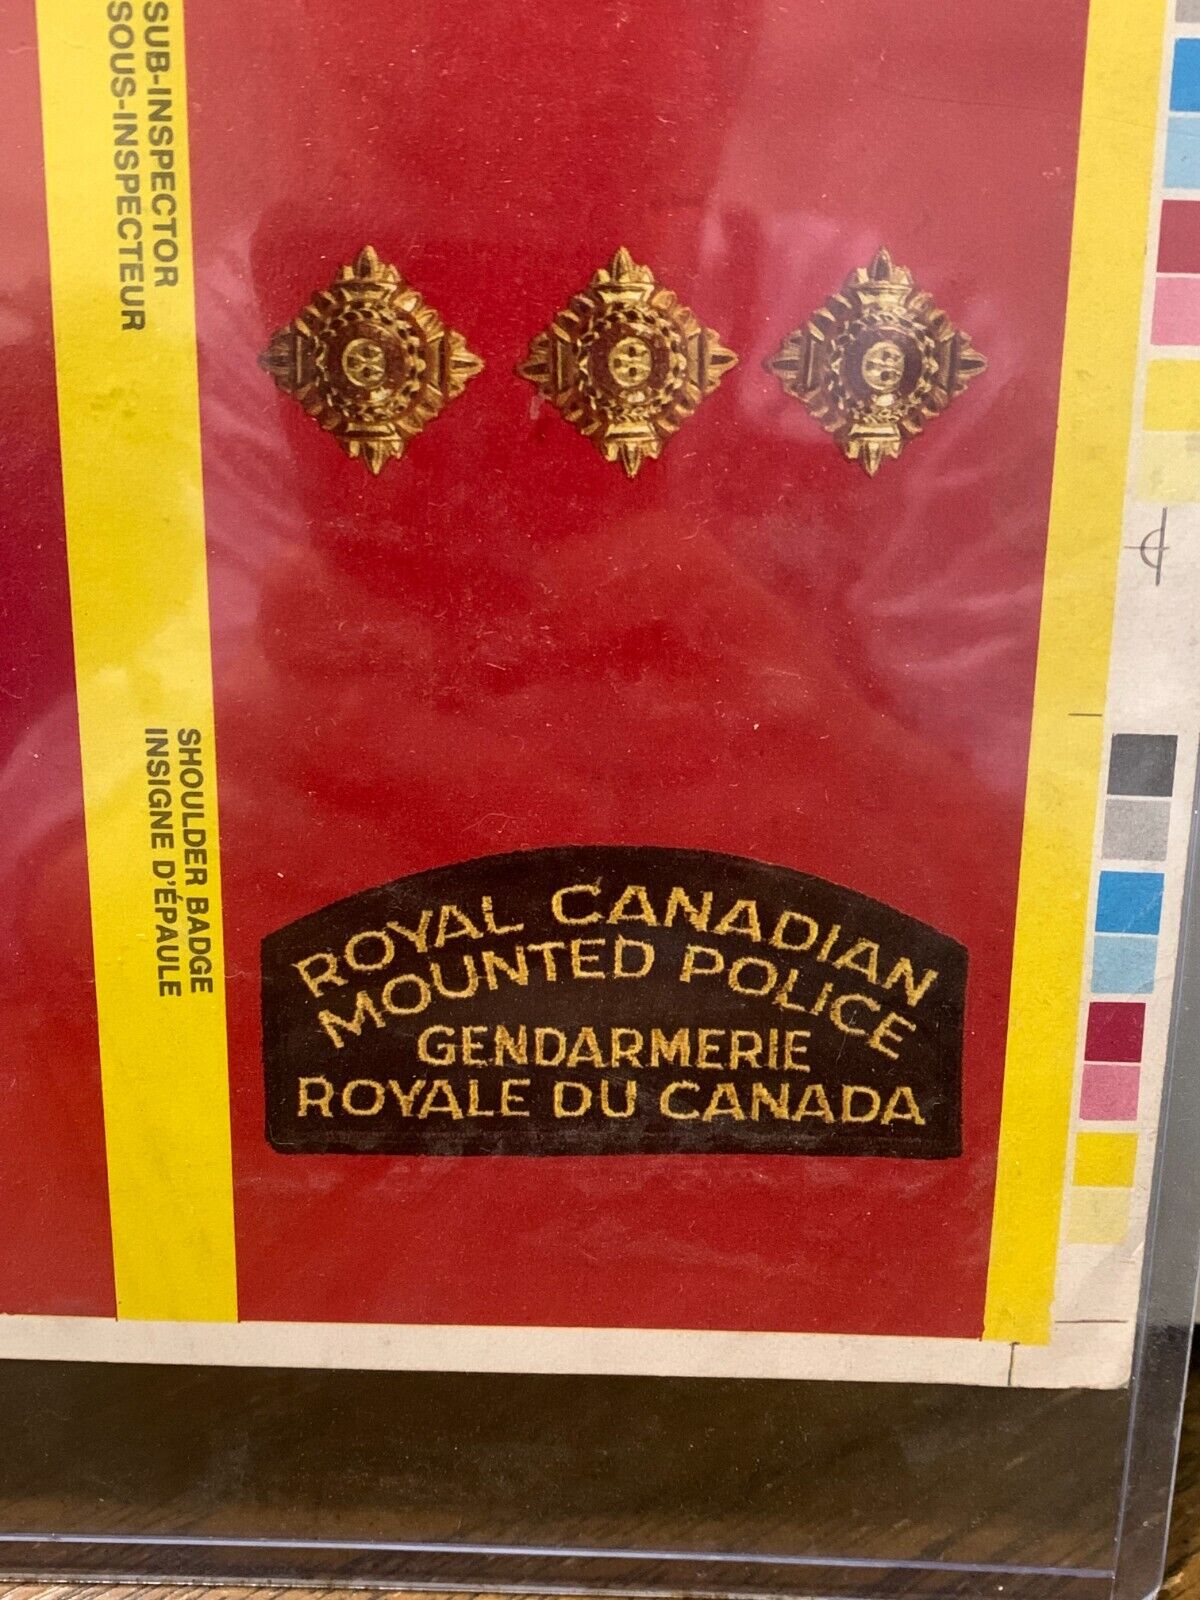 SUB-INSPECTOR
SOUS-INSPECTEUR
SHOULDER BADGE
INSIGNE D'ÉPAULE
ROYAL CANADIAN
MOUNTED POLICE
GENDARMERIE
ROYALE DU CANADA